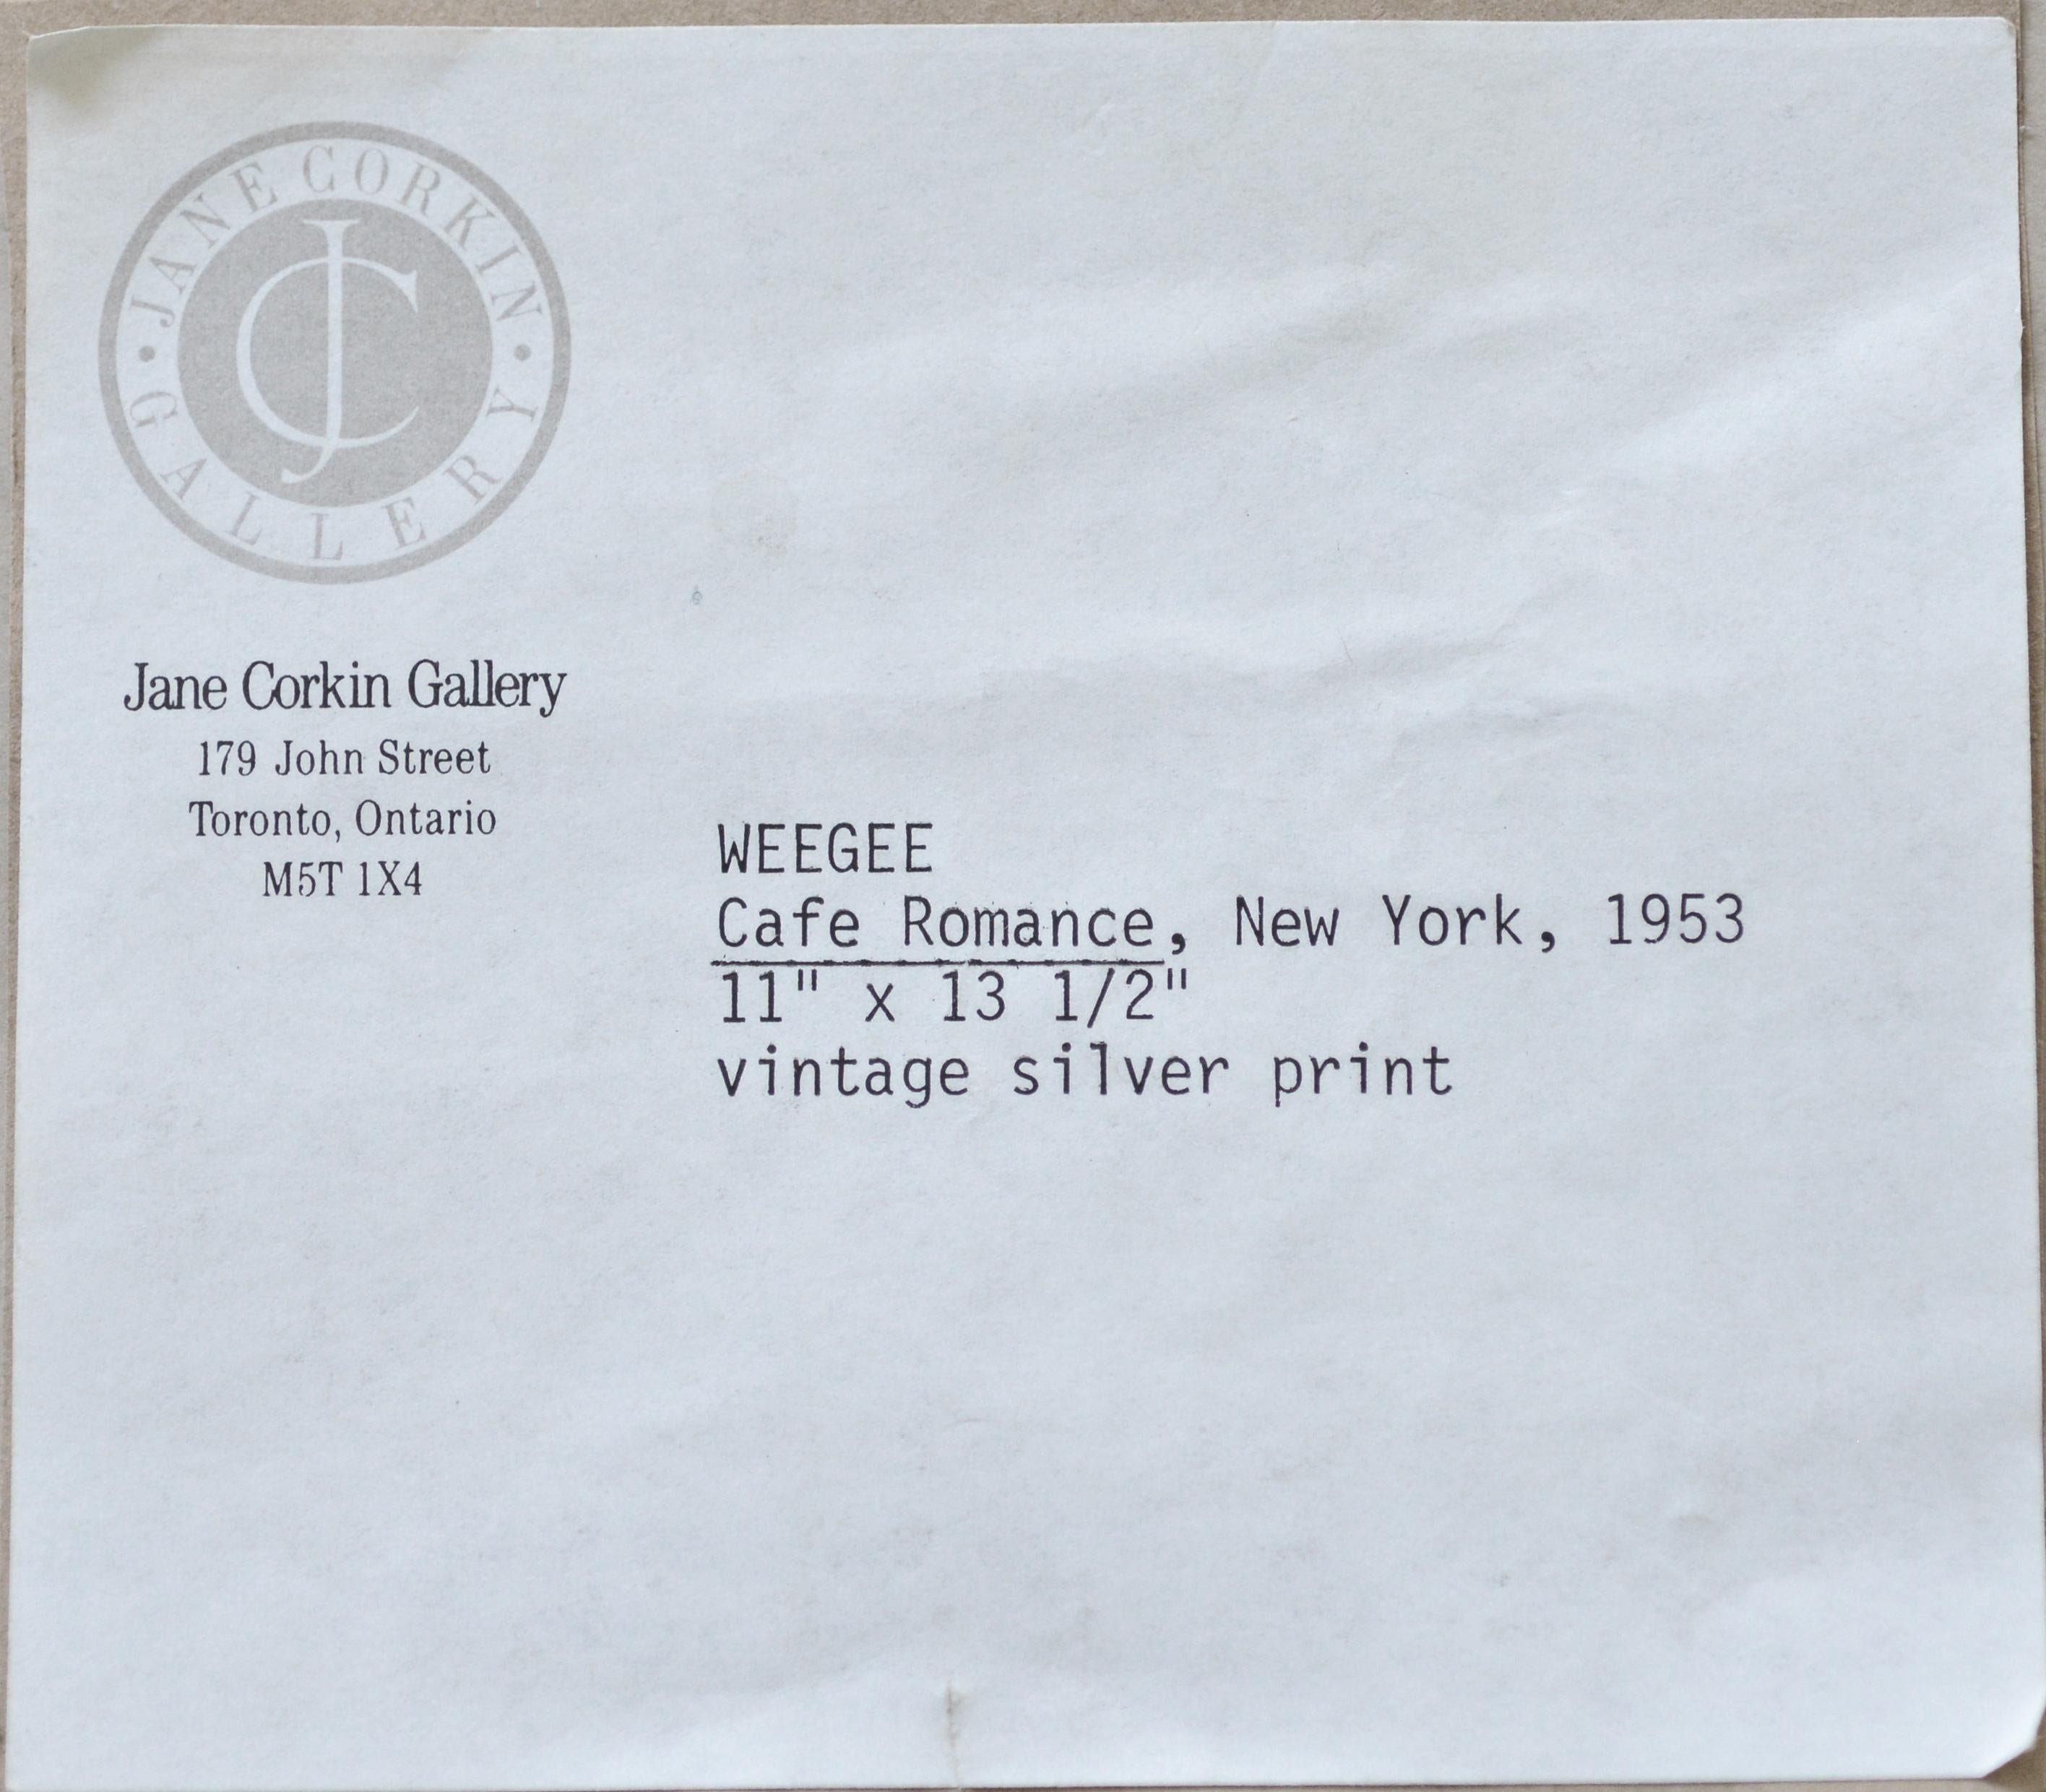 JANE CORKIN
GALLERY
JC
Jane Corkin Gallery
179 John Street
Toronto, Ontario
M5T 1X4
WEEGEE
Cafe Romance, New York, 1953
11" x 13 1/2"
vintage silver print